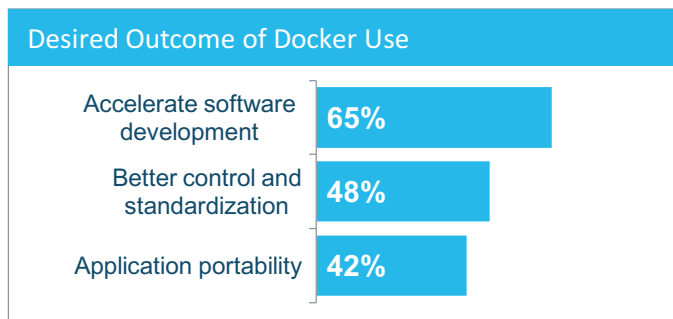 Desired Outcome of Docker Use
Accelerate software
development
65%
Better control and
standardization
48%
Application portability
42%